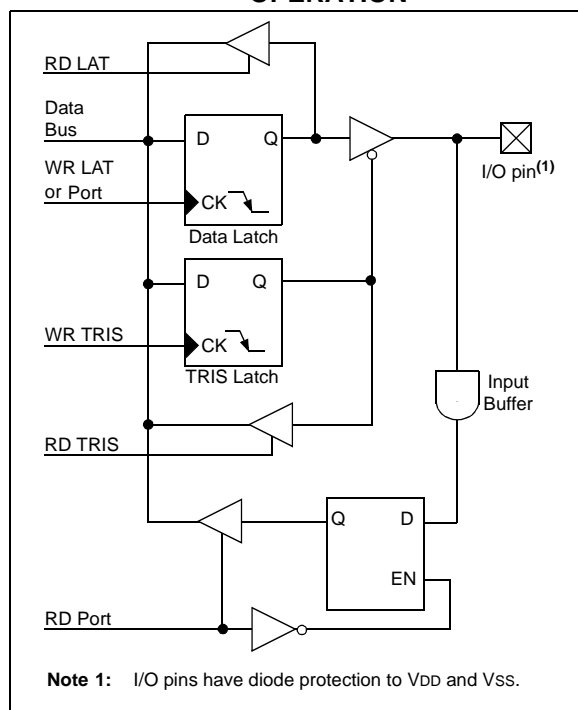 OPERATION
RD LAT
Data
Bus
D Q
WR LAT
or Port
CK
I/O pin(1)
Data Latch
D Q
WR TRIS
CK
TRIS Latch
Input
Buffer
RD TRIS
Q D
EN
RD Port
Note 1: I/O pins have diode protection to VDD and VSS.